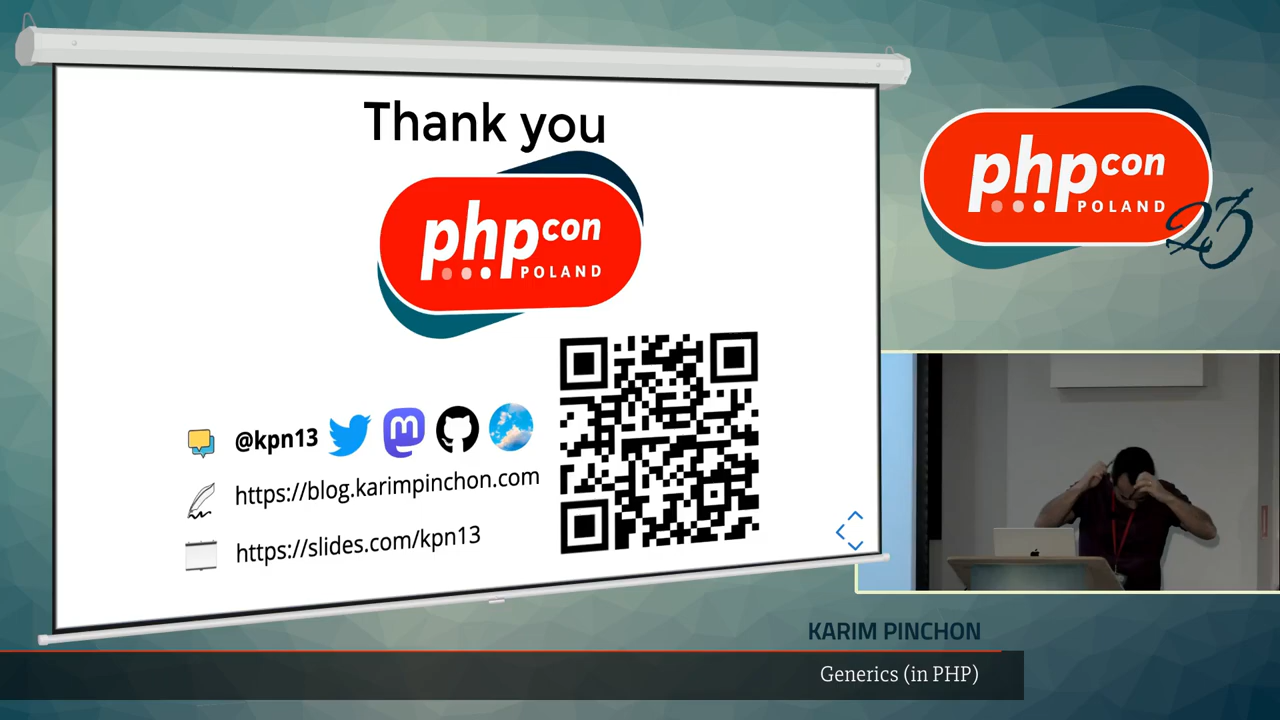 Thank you
phpcon
POLAND
@kpn13
https://blog.karimpinchon.com
https://slides.com/kpn13
phpcon
POLAND
23
KARIM PINCHON
Generics (in PHP)